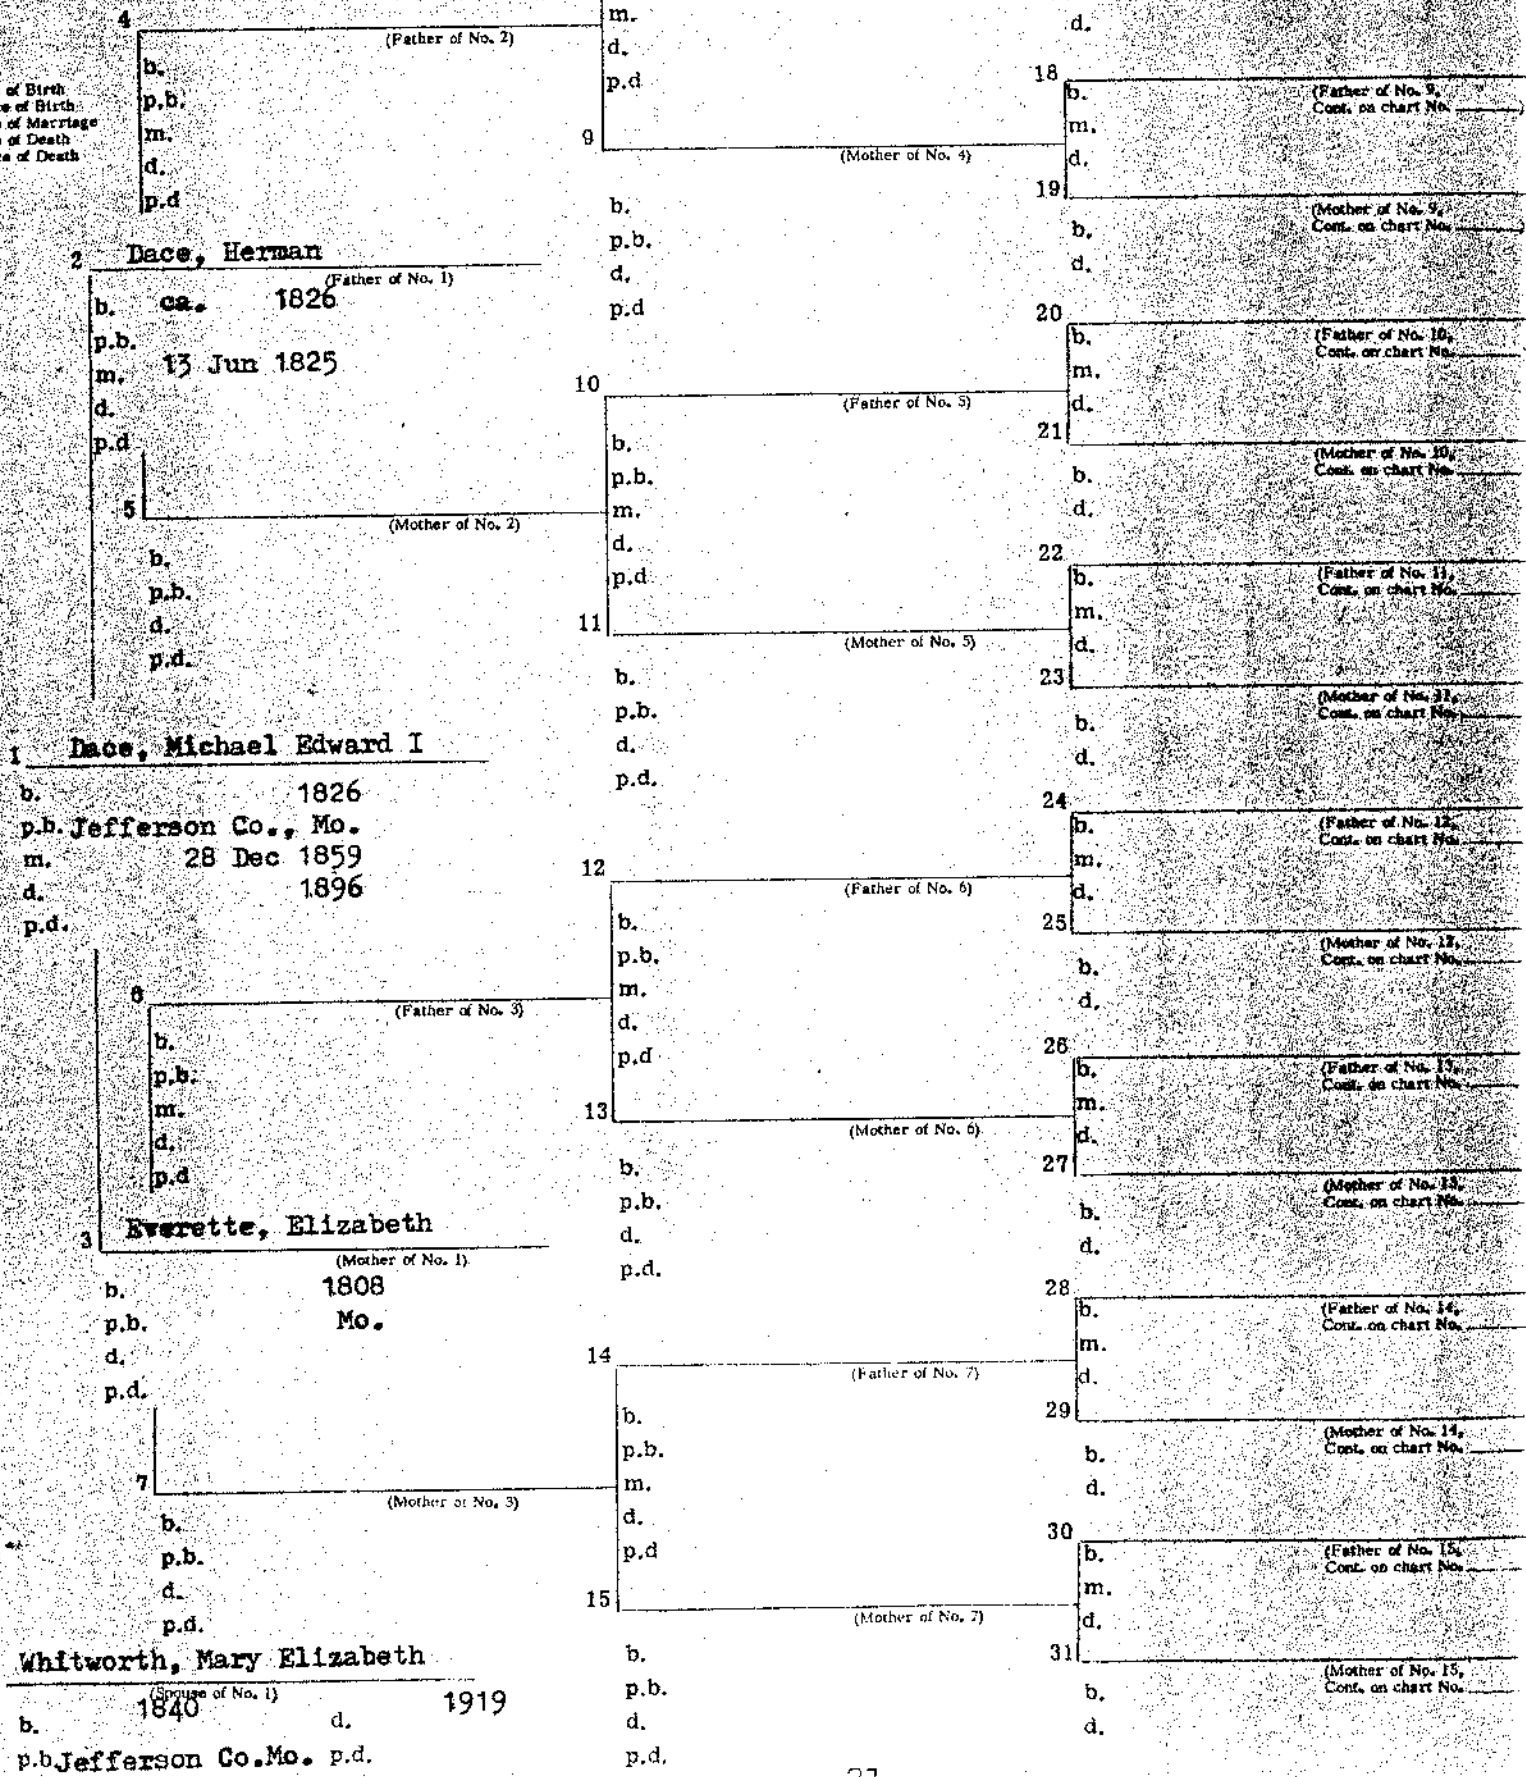 4
(Father of No. 2)
b.
p.b.
m.
d.
p.d
of Birth
of Birth
of Marriage
of Death
of Death
2 Dace, Herman
(Father of No. 1)
b. ca. 1826
p.b.
m. 13 Jun 1825
d.
p.d
5
(Mother of No. 2)
b.
p.b.
d.
p.d.
1 Dace, Michael Edward I
b. 1826
p.b. Jefferson Co., Mo.
m. 28 Dec 1859
d. 1896
p.d.
6
(Father of No. 3)
b.
p.b.
m.
d.
p.d
3 Everette, Elizabeth
(Mother of No. 1)
b. 1808
p.b. Mo.
d.
p.d.
7
(Mother of No. 3)
b.
p.b.
d.
p.d.
Whitworth, Mary Elizabeth
(Spouse of No. 1)
b. 1840 d. 1919
p.b. Jefferson Co.Mo. p.d.
m.
d.
p.d
9
(Mother of No. 4)
b.
p.b.
d.
p.d
10
(Father of No. 5)
b.
p.b.
m.
d.
p.d
11
(Mother of No. 5)
b.
p.b.
d.
p.d.
12
(Father of No. 6)
b.
p.b.
m.
d.
p.d
13
(Mother of No. 6)
b.
p.b.
d.
p.d.
14
(Father of No. 7)
b.
p.b.
m.
d.
p.d
15
(Mother of No. 7)
b.
p.b.
d.
p.d.
d.
18
b. (Father of No. 9,
Cont. on chart No.
m.
d.
19
(Mother of No. 9,
b. Cont. on chart No.
d.
20
b. (Father of No. 10,
Cont. on chart No.
m.
d.
21
(Mother of No. 10,
b. Cont. on chart No.
d.
22
b. (Father of No. 11,
Cont. on chart No.
m.
d.
23
(Mother of No. 11,
b. Cont. on chart No.
d.
24
b. (Father of No. 12,
Cont. on chart No.
m.
d.
25
(Mother of No. 12,
b. Cont. on chart No.
d.
26
b. (Father of No. 13,
Cont. on chart No.
m.
d.
27
(Mother of No. 13,
b. Cont. on chart No.
d.
28
b. (Father of No. 14,
Cont. on chart No.
m.
d.
29
(Mother of No. 14,
b. Cont. on chart No.
d.
30
b. (Father of No. 15,
Cont. on chart No.
m.
d.
31
(Mother of No. 15,
b. Cont. on chart No.
d.